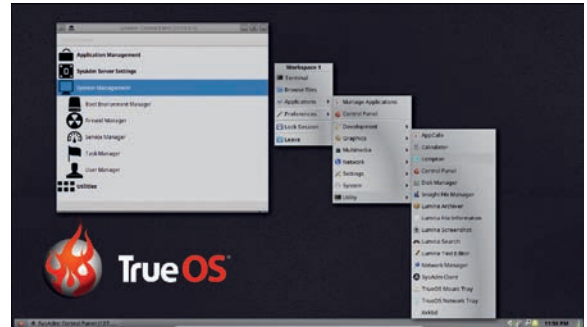 Application Management
SysAdm Server Settings
System Management
Boot Environment Manager
Firewall Manager
Service Manager
Task Manager
User Manager
Utilities
Workspace 1
Terminal
Browse Files
Applications
Preferences
Lock Session
Leave
Manage Applications
Control Panel
Development
Graphics
Multimedia
Network
Settings
System
Utility
AppCafe
Calculator
compton
Control Panel
Disk Manager
Insight File Manager
Lumina Archiver
Lumina File Information
Lumina Screenshot
Lumina Search
Lumina Text Editor
Network Manager
SysAdm Client
TrueOS Mount Tray
TrueOS Network Tray
TrueOS